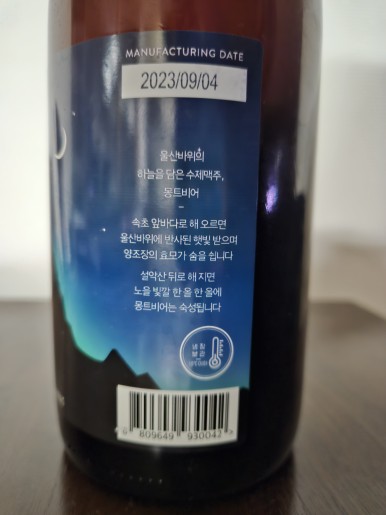 MANUFACTURING DATE
2023/09/04
울산바위의
하늘을 담은 수제맥주,
몽트비어
–
속초 앞바다로 해 오르면
울산바위에 반사된 햇빛 받으며
양조장의 효모가 숨을 쉽니다
설악산 뒤로 해 지면
노을 빛깔 한 올 한 올에
몽트비어는 숙성됩니다
냉장
보관
809649 930042